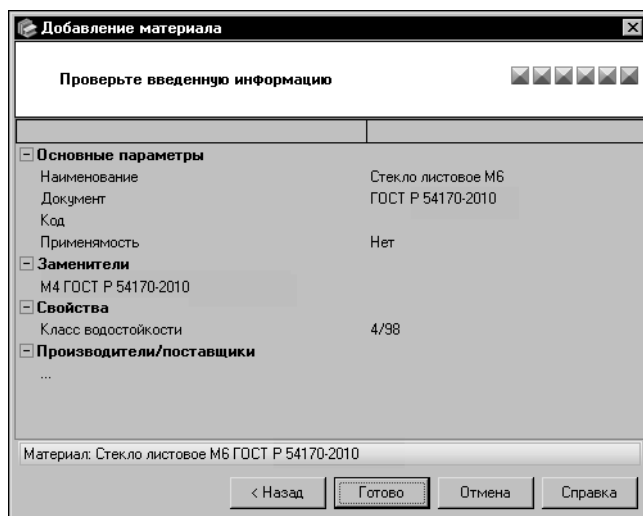 Добавление материала
Проверьте введенную информацию
Основные параметры
Наименование Стекло листовое М6
Документ ГОСТ Р 54170-2010
Код
Применямость Нет
Заменители
М4 ГОСТ Р 54170-2010
Свойства
Класс водостойкости 4/98
Производители/поставщики
...
Материал: Стекло листовое М6 ГОСТ Р 54170-2010
< Назад Готово Отмена Справка